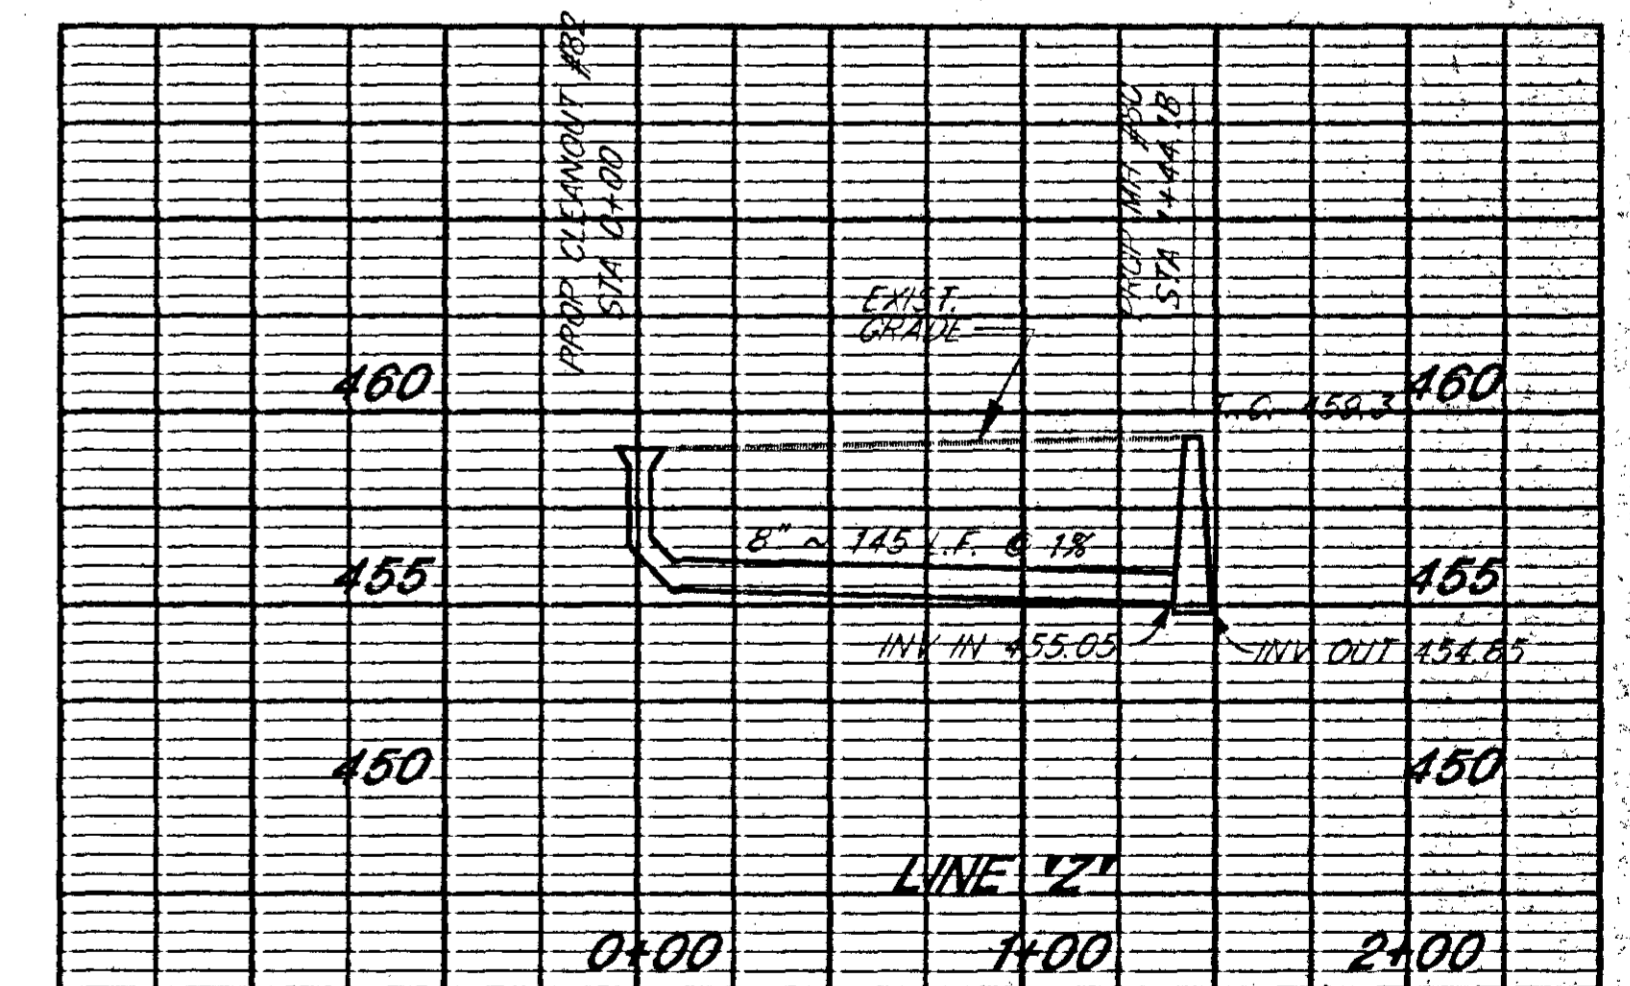 PROP CLEANOUT
STA 0+00
PROP MH
STA 1+44.18
EXIST.
GRADE
460
460
T.C. 459.3
8" ~ 145 L.F. @ 1%
455
455
INV IN 455.05
INV OUT 454.85
450
450
LINE "Z"
0+00
1+00
2+00